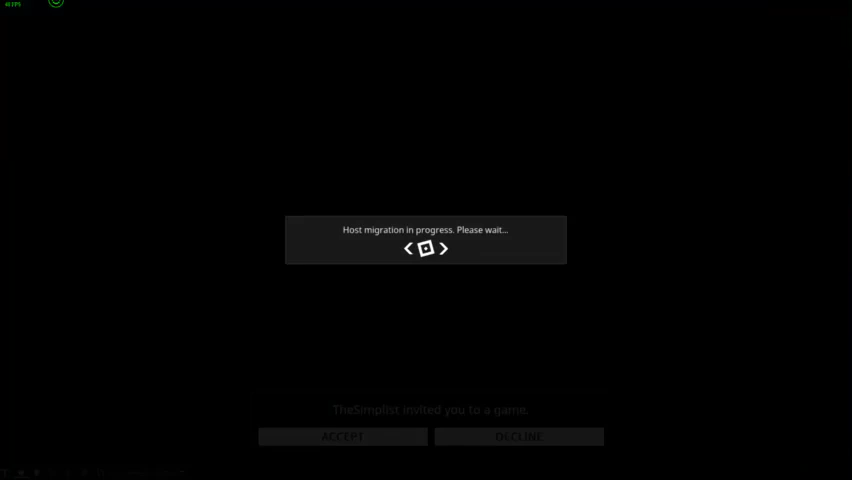 Host migration in progress. Please wait...
TheSimplist invited you to a game.
ACCEPT
DECLINE